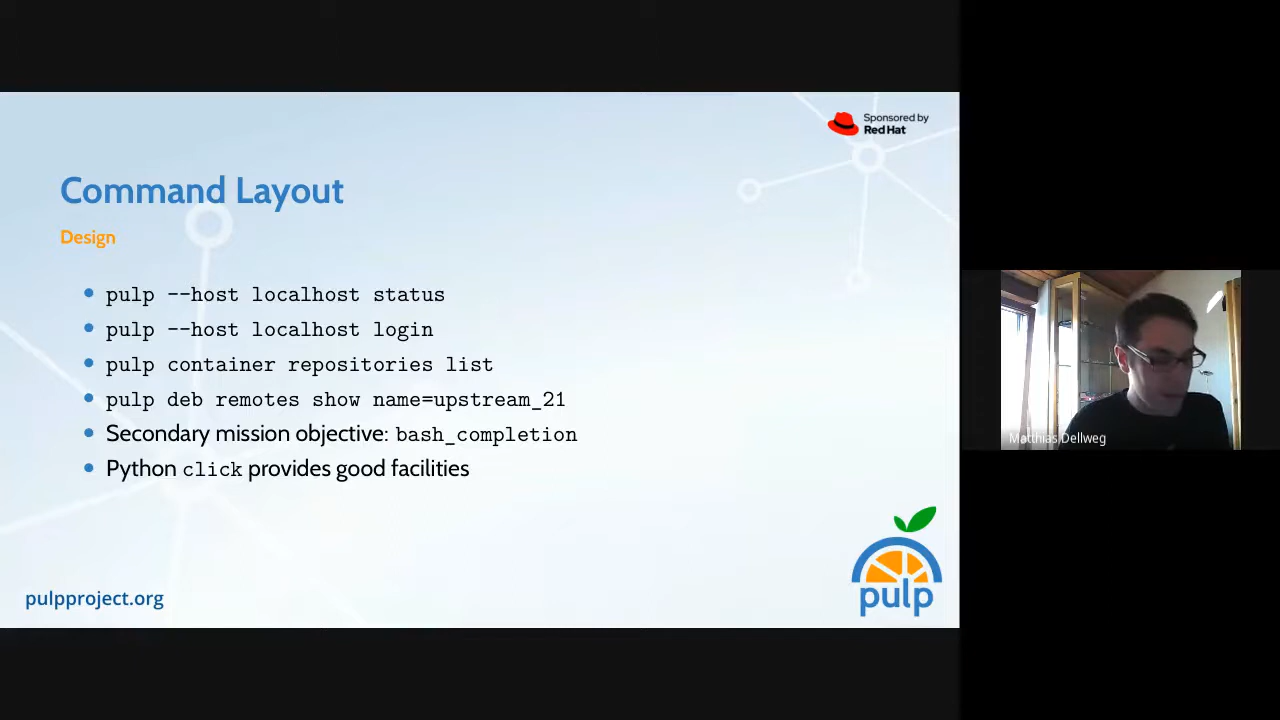 Sponsored by
Red Hat
Command Layout
Design
pulp --host localhost status
pulp --host localhost login
pulp container repositories list
pulp deb remotes show name=upstream_21
Secondary mission objective: bash_completion
Python click provides good facilities
pulpproject.org
pulp
Matthias Dellweg